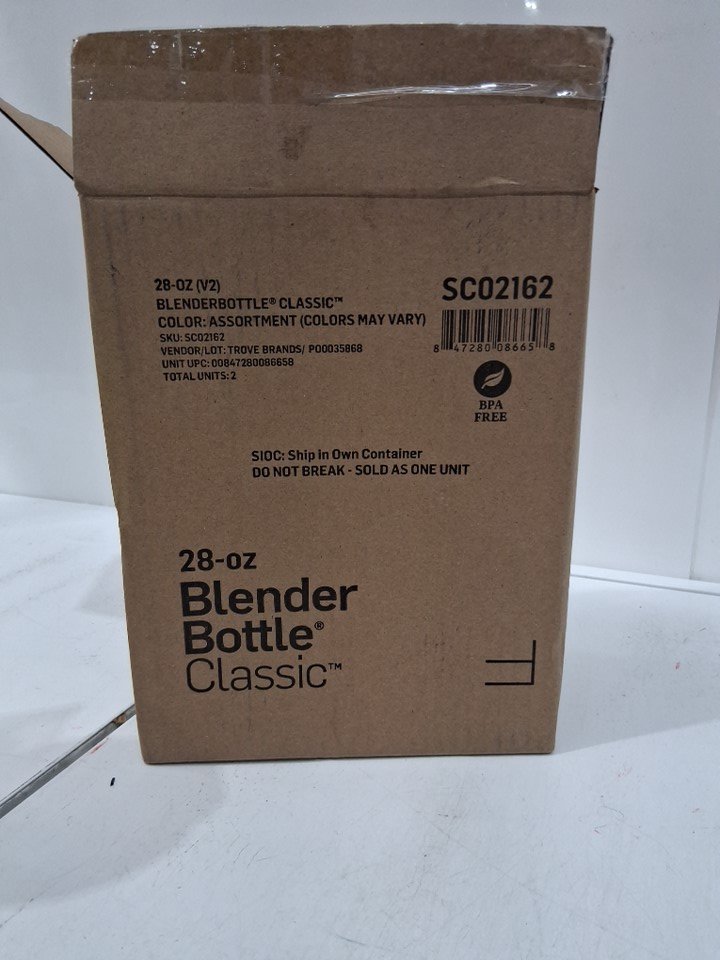 28-OZ (V2)
BLENDERBOTTLE® CLASSIC™
COLOR: ASSORTMENT (COLORS MAY VARY)
SKU: SC02162
VENDOR/LOT: TROVE BRANDS/ P00035868
UNIT UPC: 00847280086658
TOTAL UNITS: 2
SC02162
8 47280 08665 8
BPA
FREE
SIOC: Ship in Own Container
DO NOT BREAK - SOLD AS ONE UNIT
28-oz
Blender
Bottle®
Classic™